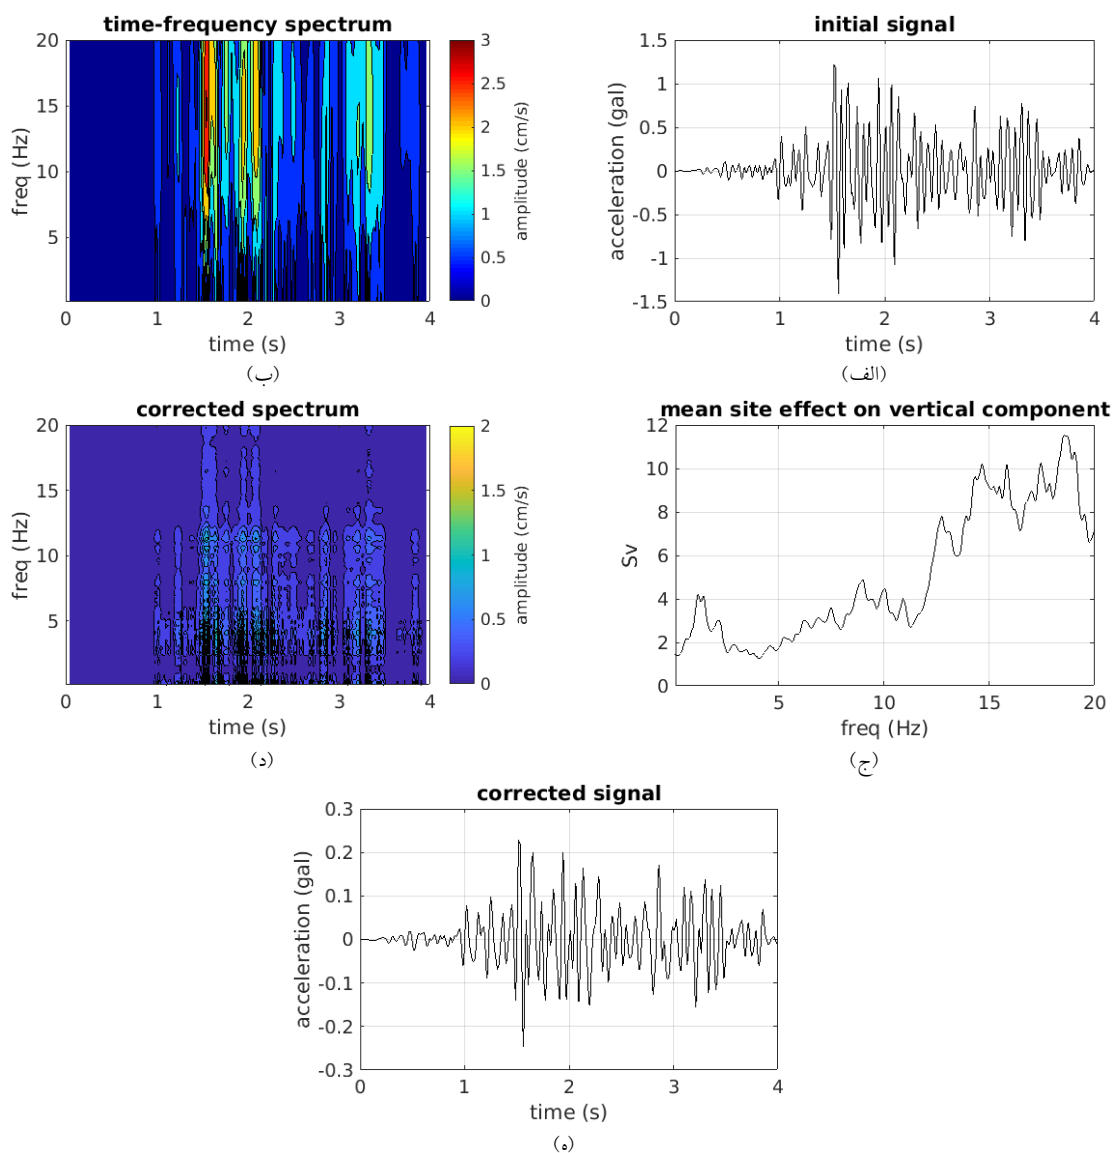 time-frequency spectrum
20
15
10
5
freq (Hz)
0
1
2
3
4
time (s)
3
2.5
2
1.5
1
0.5
0
amplitude (cm/s)
(ب)
initial signal
1.5
1
0.5
0
-0.5
-1
-1.5
acceleration (gal)
0
1
2
3
4
time (s)
(الف)
corrected spectrum
20
15
10
5
freq (Hz)
0
1
2
3
4
time (s)
2
1.5
1
0.5
0
amplitude (cm/s)
(د)
mean site effect on vertical component
12
10
8
6
4
2
0
Sv
5
10
15
20
freq (Hz)
(ج)
corrected signal
0.3
0.2
0.1
0
-0.1
-0.2
-0.3
acceleration (gal)
0
1
2
3
4
time (s)
(ه)